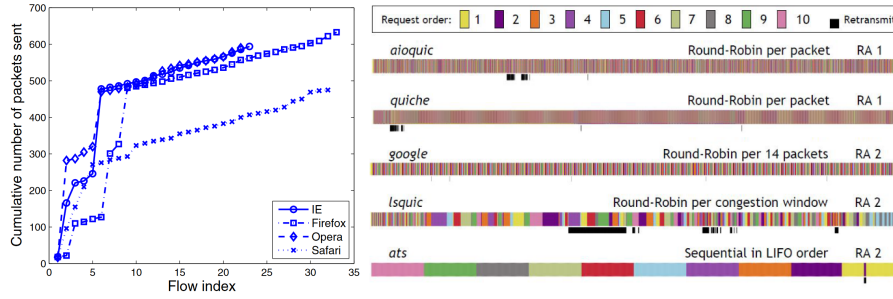 Cumulative number of packets sent
700
600
500
400
300
200
100
0
0
5
10
15
20
25
30
35
Flow index
IE
Firefox
Opera
Safari
Request order: 1 2 3 4 5 6 7 8 9 10 Retransmit
aioquic Round-Robin per packet RA 1
quiche Round-Robin per packet RA 1
google Round-Robin per 14 packets RA 2
lsquic Round-Robin per congestion window RA 2
ats Sequential in LIFO order RA 2